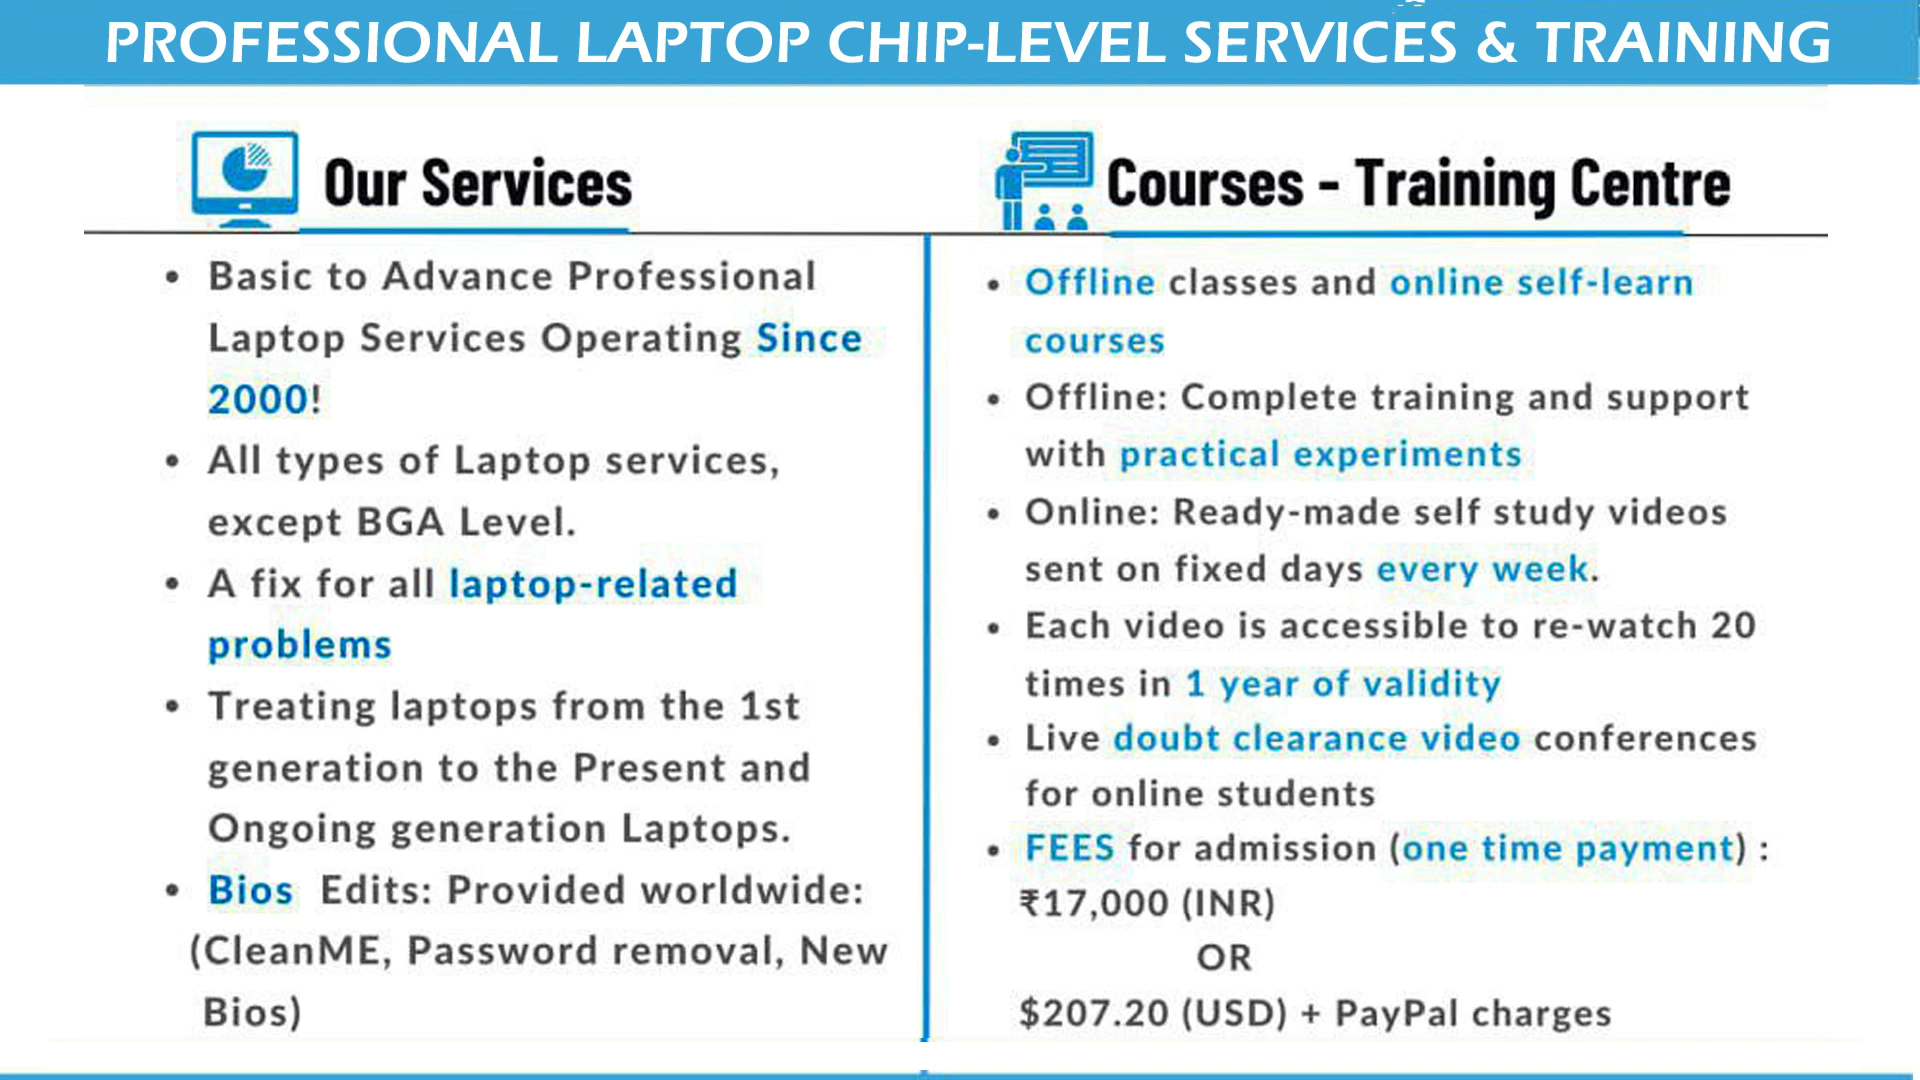 PROFESSIONAL LAPTOP CHIP-LEVEL SERVICES & TRAINING
Our Services
• Basic to Advance Professional
Laptop Services Operating Since
2000!
• All types of Laptop services,
except BGA Level.
• A fix for all laptop-related
problems
• Treating laptops from the 1st
generation to the Present and
Ongoing generation Laptops.
• Bios Edits: Provided worldwide:
(CleanME, Password removal, New
Bios)
Courses - Training Centre
• Offline classes and online self-learn
courses
• Offline: Complete training and support
with practical experiments
• Online: Ready-made self study videos
sent on fixed days every week.
• Each video is accessible to re-watch 20
times in 1 year of validity
• Live doubt clearance video conferences
for online students
• FEES for admission (one time payment) :
₹17,000 (INR)
OR
$207.20 (USD) + PayPal charges